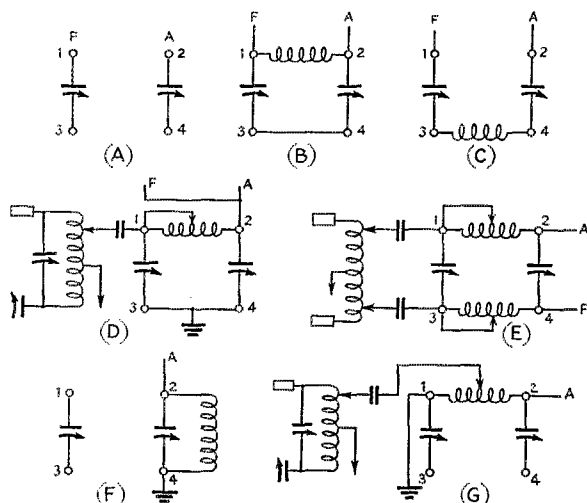 F A F A F
1 2 1 2 1 A 2
3 4 3 4 3 4
(A) (B) (C)
F A
1 2 1 2 A
3 4 3 4 F
(D) (E)
A
1 2 1 2 A
3 4 3 4
(F) (G)